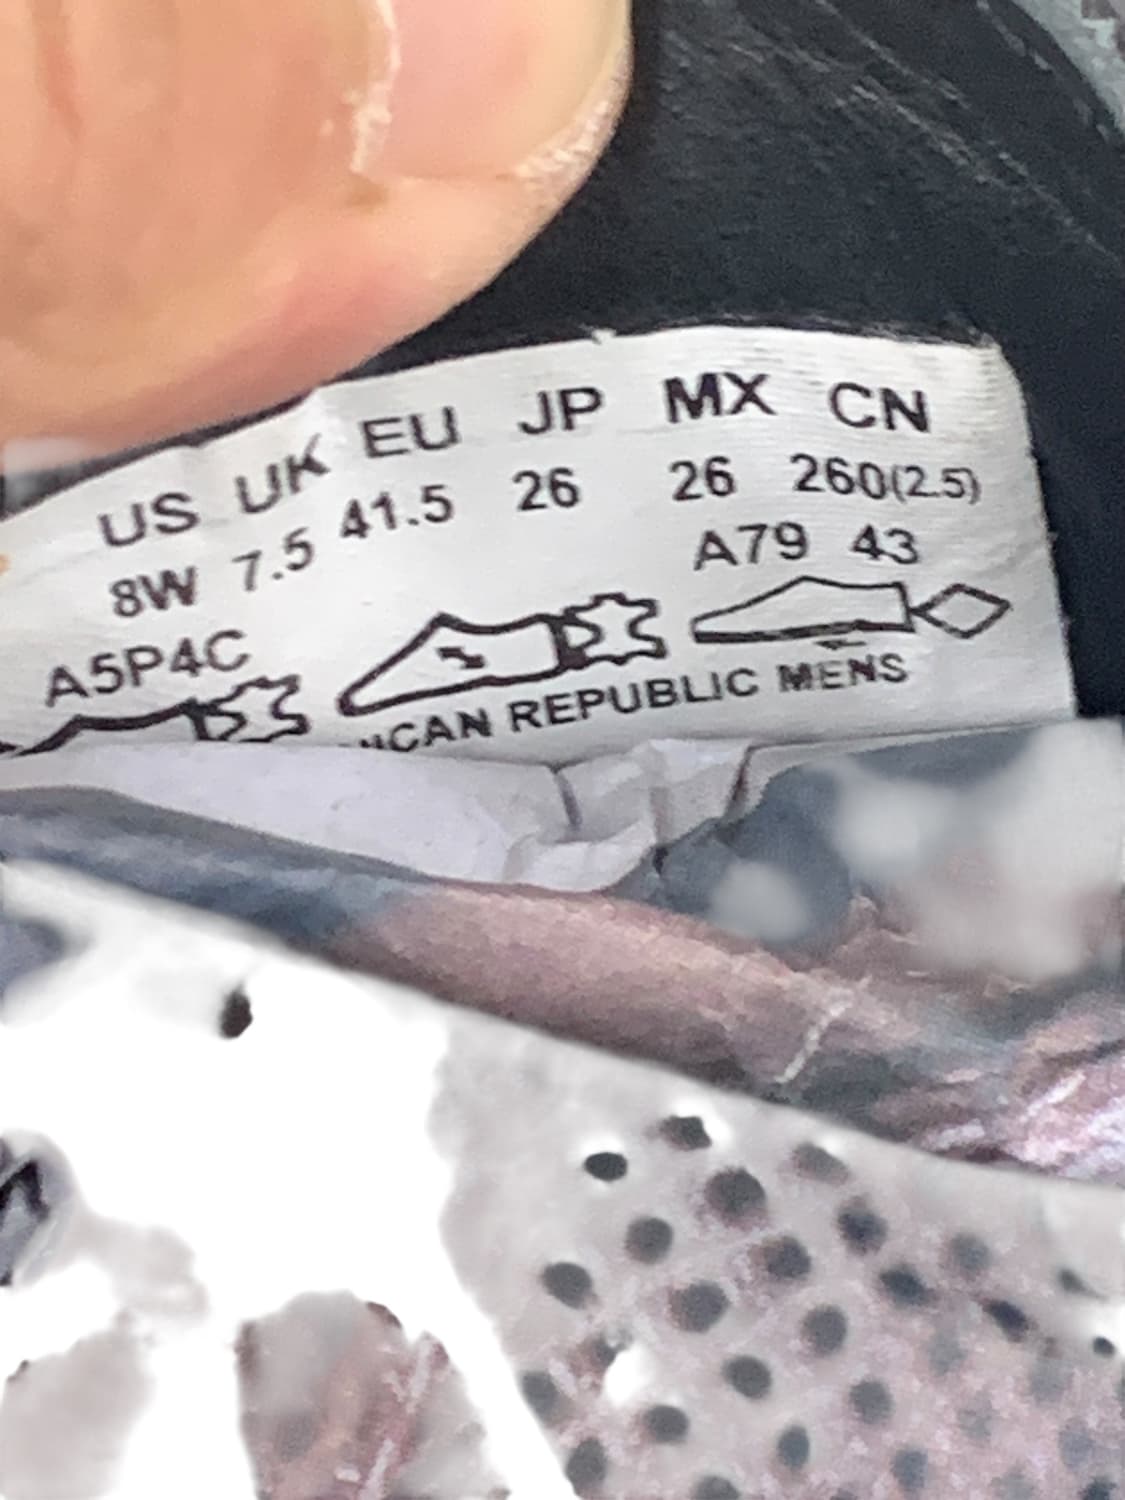 US UK EU JP MX CN
8W 7.5 41.5 26 26 260(2.5)
A5P4C A79 43
REPUBLIC MENS